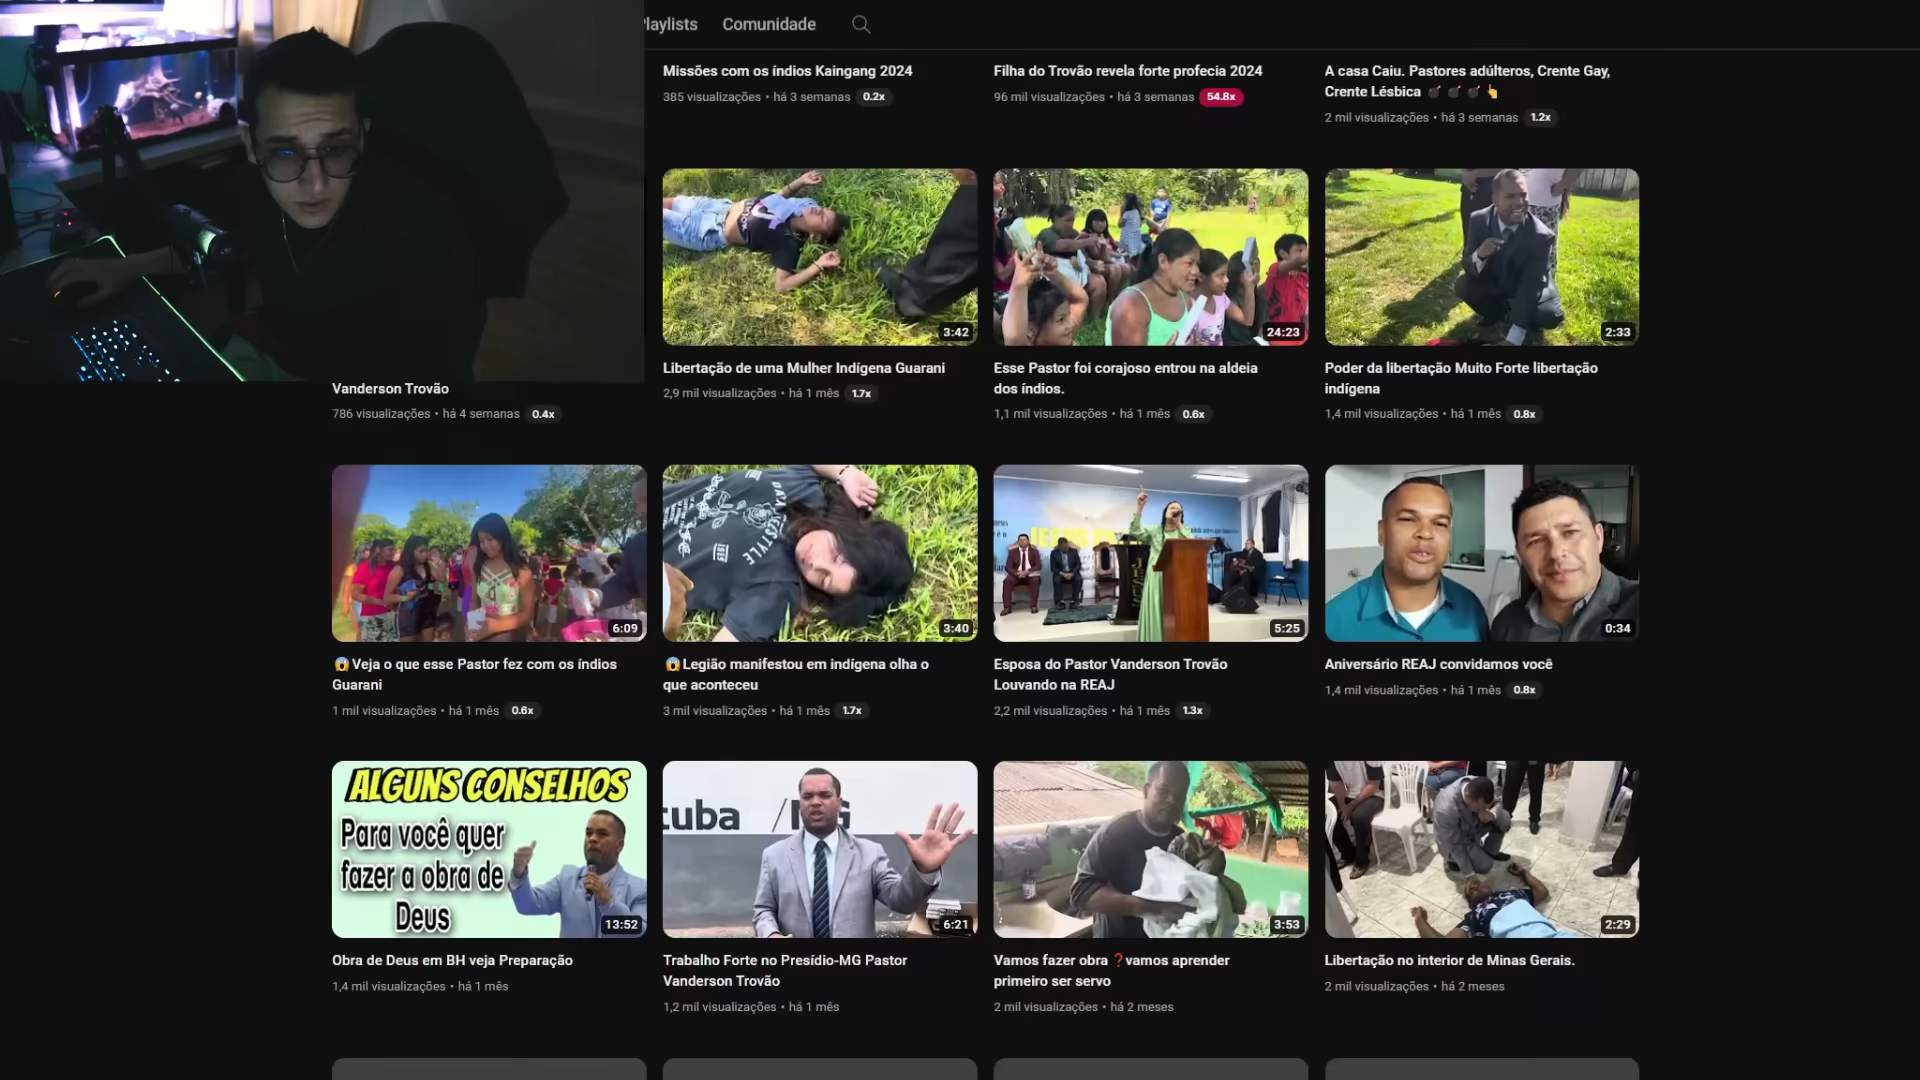 Playlists
Comunidade
Missões com os índios Kaingang 2024
385 visualizações • há 3 semanas 0.2x
Filha do Trovão revela forte profecia 2024
96 mil visualizações • há 3 semanas 54.8x
A casa Caiu. Pastores adúlteros, Crente Gay,
Crente Lésbica 💣 💣 💣 👆
2 mil visualizações • há 3 semanas 1.2x
Vanderson Trovão
786 visualizações • há 4 semanas 0.4x
3:42
Libertação de uma Mulher Indígena Guarani
2,9 mil visualizações • há 1 mês 1.7x
24:23
Esse Pastor foi corajoso entrou na aldeia
dos índios.
1,1 mil visualizações • há 1 mês 0.6x
2:33
Poder da libertação Muito Forte libertação
indígena
1,4 mil visualizações • há 1 mês 0.8x
6:09
😱Veja o que esse Pastor fez com os índios
Guarani
1 mil visualizações • há 1 mês 0.6x
3:40
😱Legião manifestou em indígena olha o
que aconteceu
3 mil visualizações • há 1 mês 1.7x
5:25
Esposa do Pastor Vanderson Trovão
Louvando na REAJ
2,2 mil visualizações • há 1 mês 1.3x
0:34
Aniversário REAJ convidamos você
1,4 mil visualizações • há 1 mês 0.8x
ALGUNS CONSELHOS
Para você quer
fazer a obra de
Deus
13:52
Obra de Deus em BH veja Preparação
1,4 mil visualizações • há 1 mês
tuba /MG
6:21
Trabalho Forte no Presídio-MG Pastor
Vanderson Trovão
1,2 mil visualizações • há 1 mês
3:53
Vamos fazer obra ❓vamos aprender
primeiro ser servo
2 mil visualizações • há 2 meses
2:29
Libertação no interior de Minas Gerais.
2 mil visualizações • há 2 meses